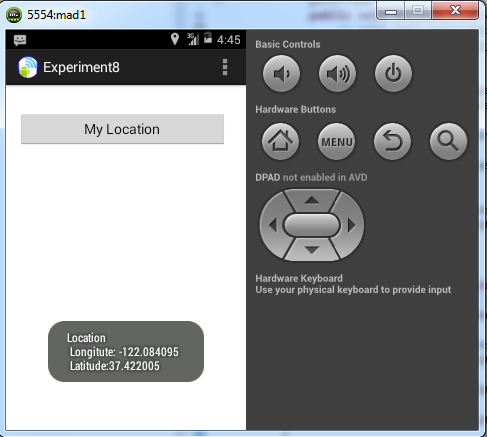 5554:mad1
3G
4:45
Experiment8
My Location
Location
Longitute: -122.084095
Latitude:37.422005
Basic Controls
Hardware Buttons
MENU
DPAD not enabled in AVD
Hardware Keyboard
Use your physical keyboard to provide input